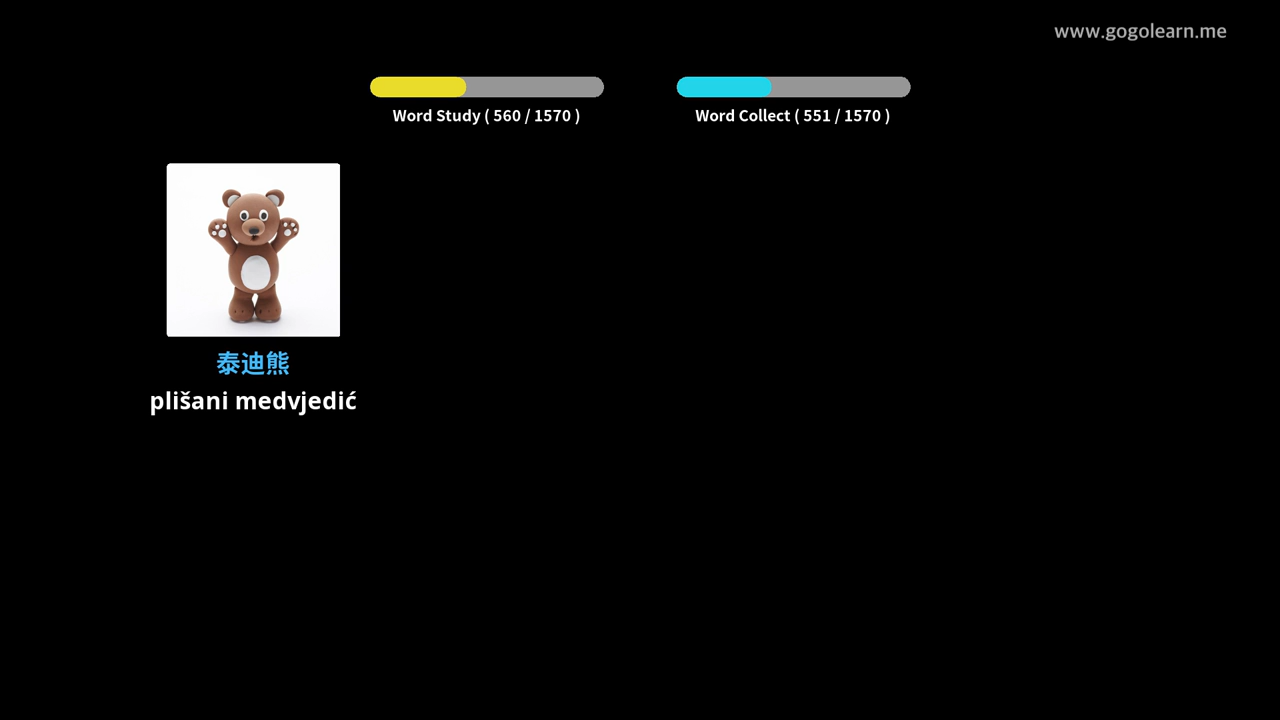 www.gogolearn.me
Word Study ( 560 / 1570 )
Word Collect ( 551 / 1570 )
泰迪熊
plišani medvjedić